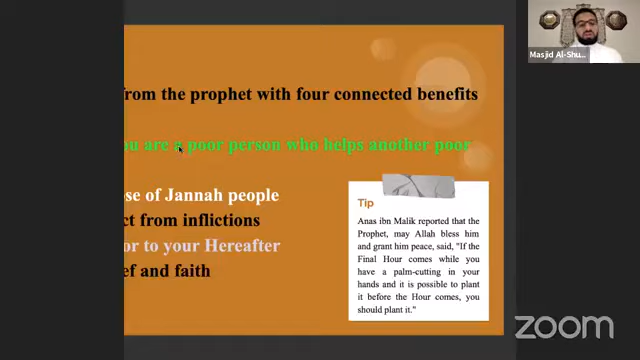 Masjid Al-Shu...
from the prophet with four connected benefits
ou are a poor person who helps another poor
se of Jannah people
ct from inflictions
or to your Hereafter
ef and faith
Tip
Anas ibn Malik reported that the
Prophet, may Allah bless him
and grant him peace, said, "If the
Final Hour comes while you
have a palm-cutting in your
hands and it is possible to plant
it before the Hour comes, you
should plant it."
zoom